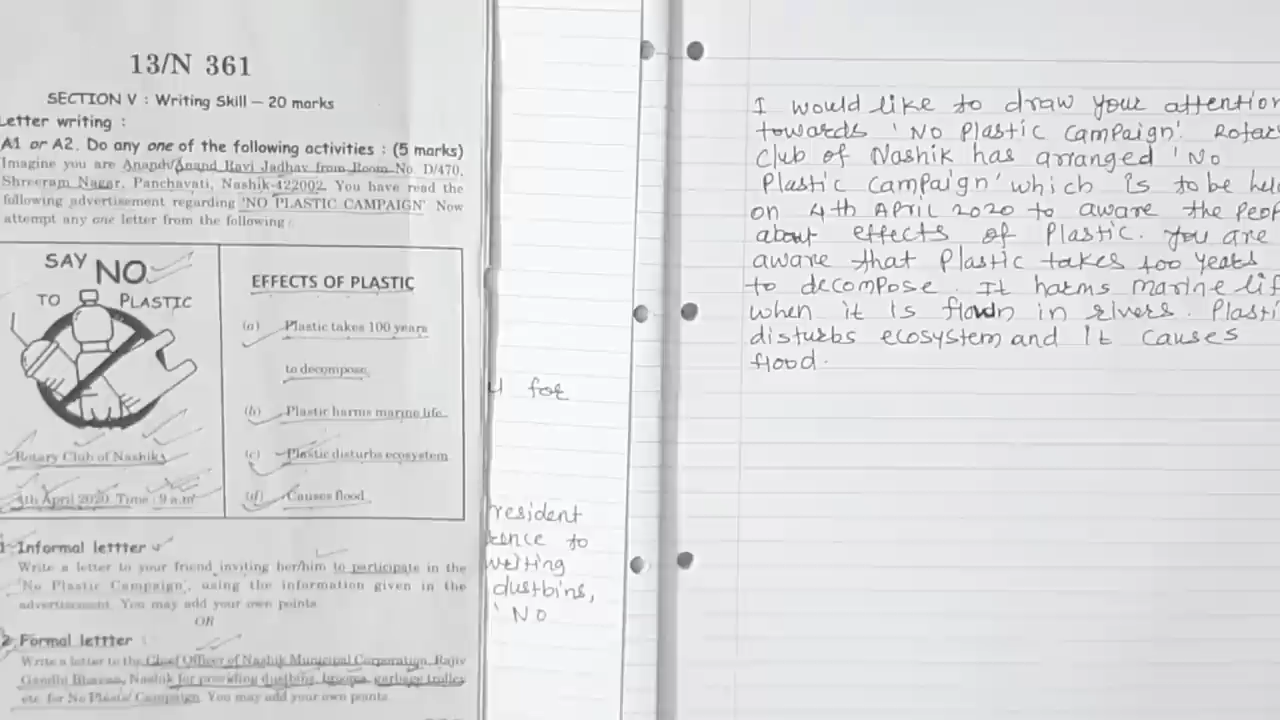 13/N 361
SECTION V : Writing Skill – 20 marks
Letter writing :
A1 or A2. Do any one of the following activities : (5 marks)
Imagine you are Anandi/Anand Ravi Jadhav from Room No. D/470,
Shreeram Nagar, Panchavati, Nashik-422002. You have read the
following advertisement regarding 'NO PLASTIC CAMPAIGN' Now
attempt any one letter from the following :
SAY NO
TO PLASTIC
Rotary Club of Nashik
4th April 2020. Time : 9 a.m.
EFFECTS OF PLASTIC
(a) Plastic takes 100 years
to decompose.
(b) Plastic harms marine life.
(c) Plastic disturbs ecosystem
(d) Causes flood.
1. Informal lettter
Write a letter to your friend inviting her/him to participate in the
'No Plastic Campaign', using the information given in the
advertisement. You may add your own points.
OR
2. Formal lettter :
Write a letter to the Chief Officer of Nashik Municipal Corporation, Rajiv
Gandhi Bhavan, Nashik for providing dustbins, brooms, garbage trolley
etc. for No Plastic Campaign. You may add your own points.
for
resident
ence to
writing
dustbins,
'No
I would like to draw your attention
towards 'No Plastic Campaign'. Rotar
Club of Nashik has arranged 'No
Plastic Campaign' which is to be hel
on 4th April 2020 to aware the Peop
about effects of Plastic. You are
aware that Plastic takes 100 years
to decompose. It harms marine lif
when it is flown in rivers. Plasti
disturbs ecosystem and it causes
flood.